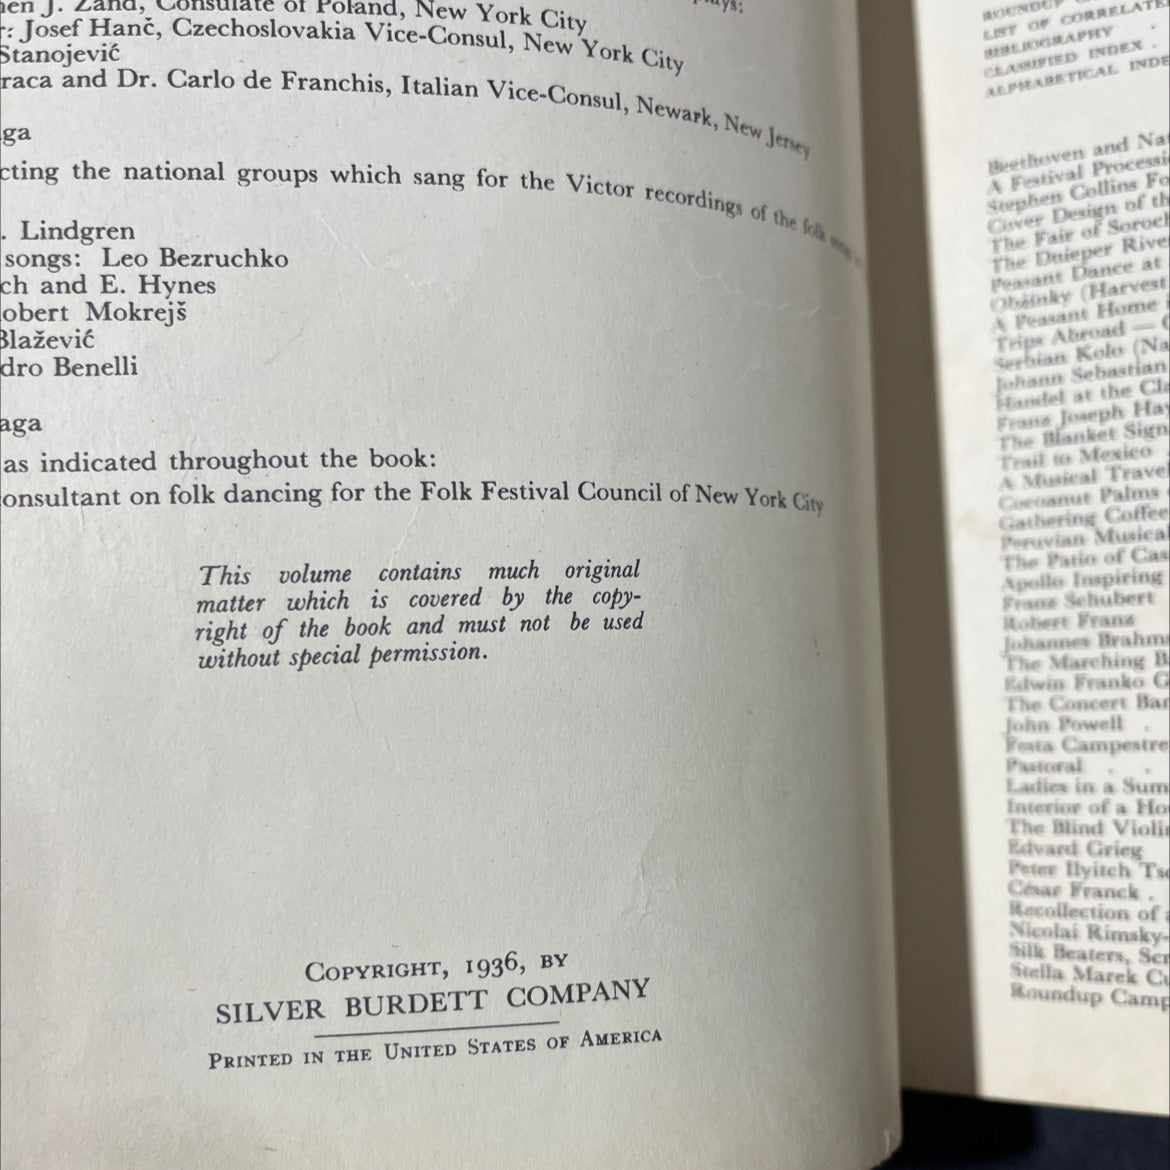 en J. Zand, Consulate of Poland, New York City
r: Josef Hanč, Czechoslovakia Vice-Consul, New York City
Stanojević
raca and Dr. Carlo de Franchis, Italian Vice-Consul, Newark, New Jersey
ga
cting the national groups which sang for the Victor recordings of the folk
. Lindgren
songs: Leo Bezruchko
ch and E. Hynes
obert Mokrejš
Blažević
dro Benelli
aga
as indicated throughout the book:
onsultant on folk dancing for the Folk Festival Council of New York City
This volume contains much original
matter which is covered by the copy-
right of the book and must not be used
without special permission.
COPYRIGHT, 1936, BY
SILVER BURDETT COMPANY
PRINTED IN THE UNITED STATES OF AMERICA
ROUNDUP
LIST OF CORRELATE
BIBLIOGRAPHY .
CLASSIFIED INDEX .
ALPHABETICAL INDE
Beethoven and Na
A Festival Processi
Stephen Collins Fo
Cover Design of th
The Fair of Soroch
The Dnieper Rive
Peasant Dance at
Obžinky (Harvest
A Peasant Home
Trips Abroad —
Serbian Kolo (Na
Johann Sebastian
Handel at the Cla
Franz Joseph Hay
The Blanket Sign
Trail to Mexico
A Musical Trave
Cocoanut Palms
Gathering Coffee
Peruvian Musica
The Patio of Cas
Apollo Inspiring
Franz Schubert
Robert Franz
Johannes Brahm
The Marching B
Edwin Franko G
The Concert Ban
John Powell .
Festa Campestre
Pastoral . .
Ladies in a Sum
Interior of a Ho
The Blind Violi
Edvard Grieg
Peter Ilyitch Ts
César Franck .
Recollection of a
Nicolai Rimsky-
Silk Beaters, Scr
Stella Marek Cu
Roundup Camp